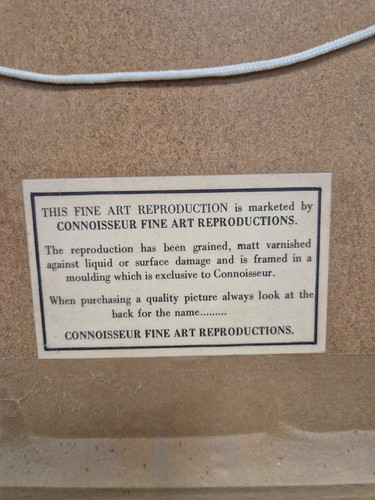 THIS FINE ART REPRODUCTION is marketed by
CONNOISSEUR FINE ART REPRODUCTIONS.
The reproduction has been grained, matt varnished
against liquid or surface damage and is framed in a
moulding which is exclusive to Connoisseur.
When purchasing a quality picture always look at the
back for the name.........
CONNOISSEUR FINE ART REPRODUCTIONS.